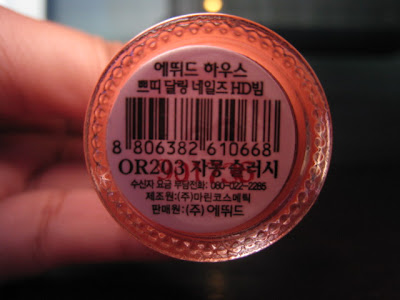 에뛰드 하우스
쁘띠 달링 네일즈 HD빔
8 806382 610668
OR203 자몽 슬러시
수신자 요금 부담전화: 080-022-2285
제조원:(주)마린코스메틱
판매원:(주)에뛰드